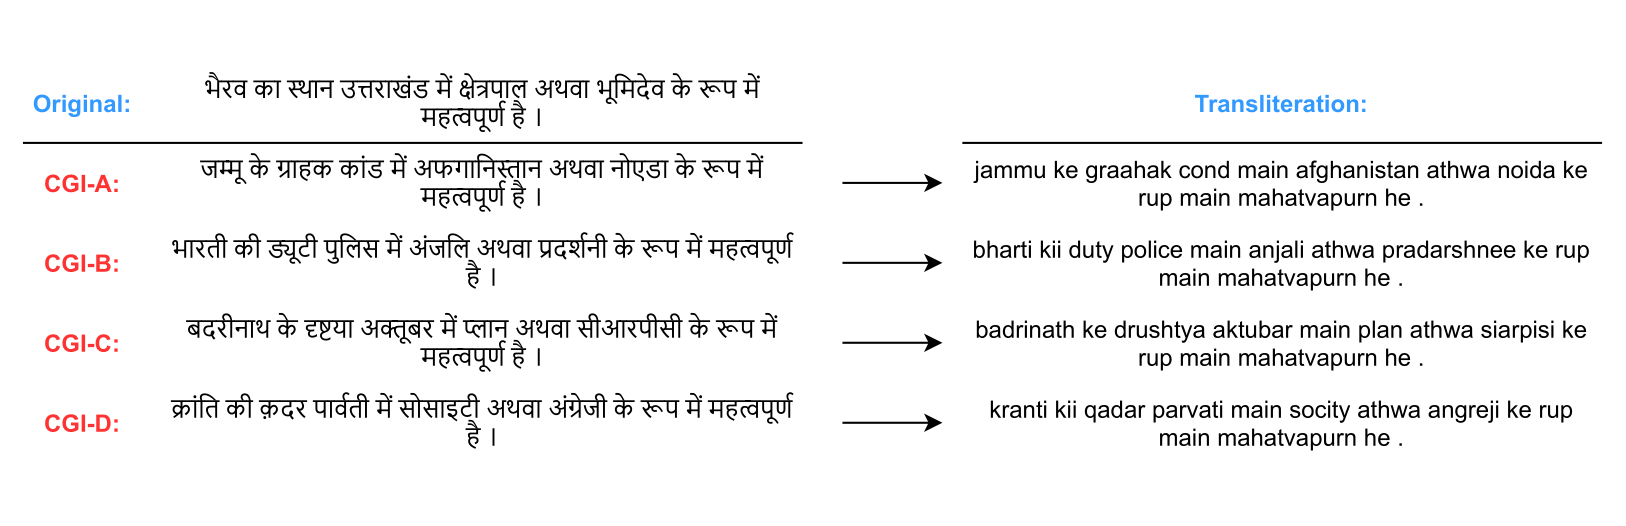 Original:
भैरव का स्थान उत्तराखंड में क्षेत्रपाल अथवा भूमिदेव के रूप में
महत्वपूर्ण है ।
Transliteration:
CGI-A:
जम्मू के ग्राहक कांड में अफगानिस्तान अथवा नोएडा के रूप में
महत्वपूर्ण है ।
jammu ke graahak cond main afghanistan athwa noida ke
rup main mahatvapurn he .
CGI-B:
भारती की ड्यूटी पुलिस में अंजलि अथवा प्रदर्शनी के रूप में महत्वपूर्ण
है ।
bharti kii duty police main anjali athwa pradarshnee ke rup
main mahatvapurn he .
CGI-C:
बदरीनाथ के दृष्टया अक्तूबर में प्लान अथवा सीआरपीसी के रूप में
महत्वपूर्ण है ।
badrinath ke drushtya aktubar main plan athwa siarpisi ke
rup main mahatvapurn he .
CGI-D:
क्रांति की क़दर पार्वती में सोसाइटी अथवा अंग्रेजी के रूप में महत्वपूर्ण
है ।
kranti kii qadar parvati main socity athwa angreji ke rup
main mahatvapurn he .